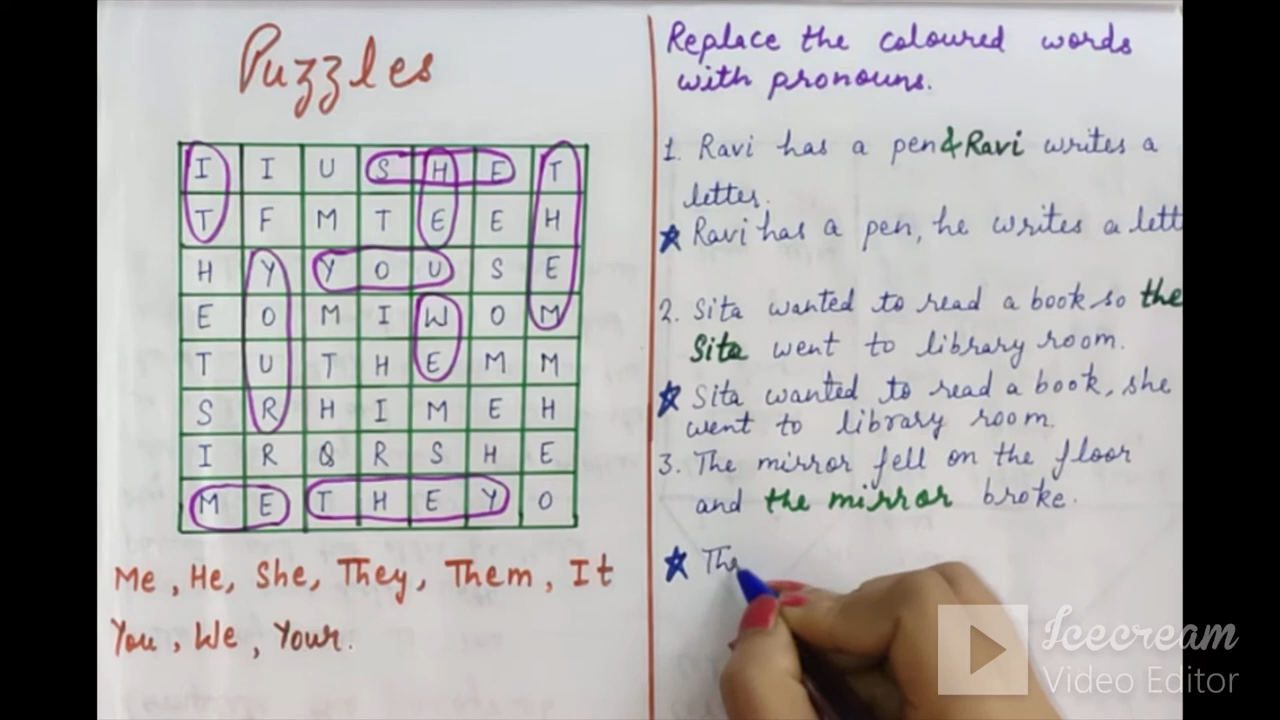 Puzzles
I I U S H E T
T F M T E E H
H Y Y O U S E
E O M I W O M
T U T H E M M
S R H I M E H
I R Q R S H E
M E T H E Y O
Me, He, She, They, Them, It
You, We, Your.
Replace the coloured words
with pronouns.
1. Ravi has a pen & Ravi writes a
letter.
★ Ravi has a pen, he writes a lett
2. Sita wanted to read a book so the
Sita went to library room.
★ Sita wanted to read a book, she
went to library room.
3. The mirror fell on the floor
and the mirror broke.
★ The
Icecream
Video Editor